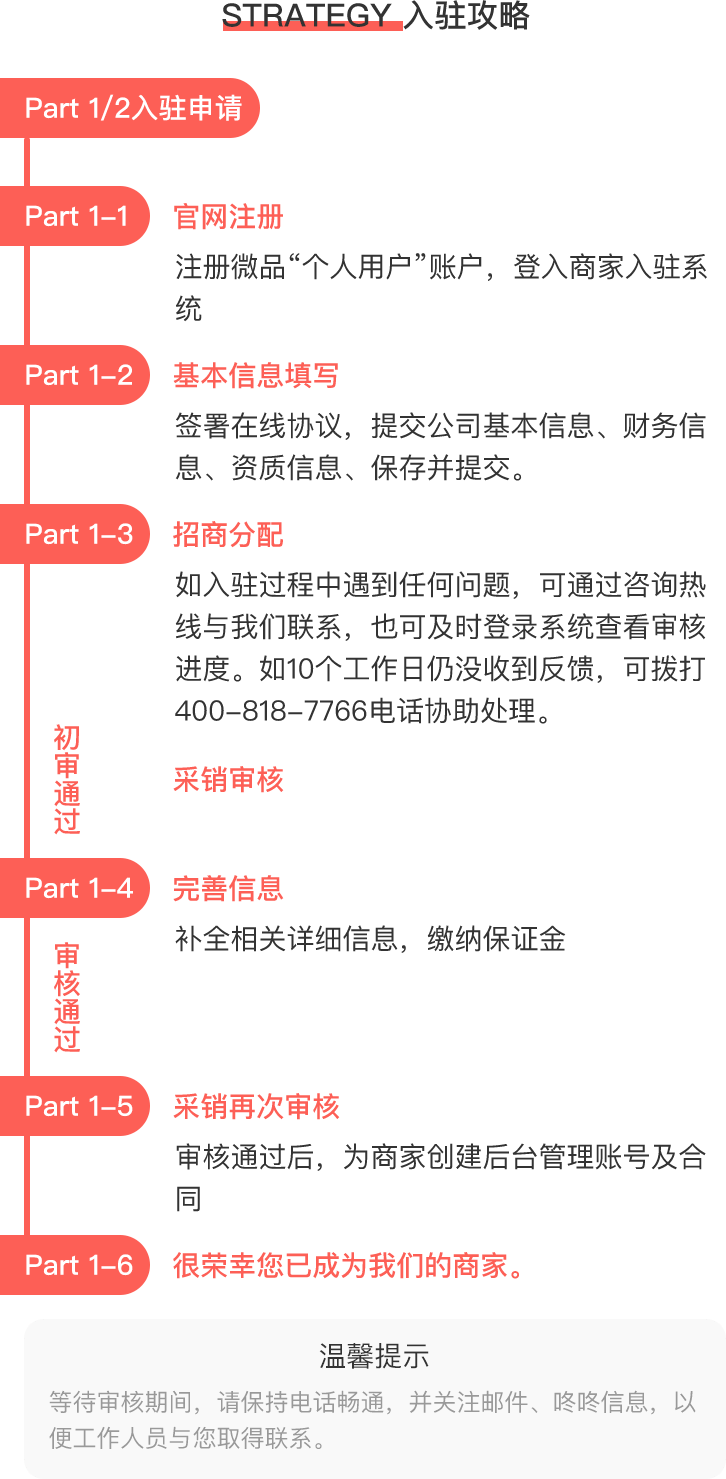 STRATEGY 入驻攻略
Part 1/2入驻申请
Part 1-1
官网注册
注册微品“个人用户”账户，登入商家入驻系
统
Part 1-2
基本信息填写
签署在线协议，提交公司基本信息、财务信
息、资质信息、保存并提交。
Part 1-3
招商分配
如入驻过程中遇到任何问题，可通过咨询热
线与我们联系，也可及时登录系统查看审核
进度。如10个工作日仍没收到反馈，可拨打
400-818-7766电话协助处理。
初审通过
采销审核
Part 1-4
完善信息
补全相关详细信息，缴纳保证金
审核通过
Part 1-5
采销再次审核
审核通过后，为商家创建后台管理账号及合
同
Part 1-6
很荣幸您已成为我们的商家。
温馨提示
等待审核期间，请保持电话畅通，并关注邮件、咚咚信息，以
便工作人员与您取得联系。